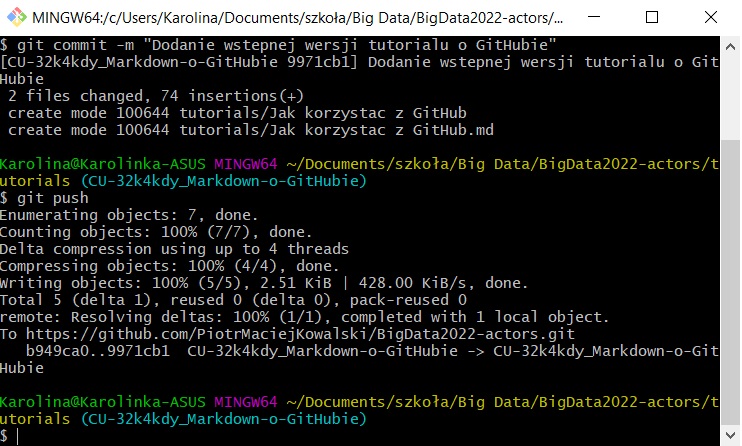 MINGW64:/c/Users/Karolina/Documents/szkoła/Big Data/BigData2022-actors/...
$ git commit -m "Dodanie wstepnej wersji tutorialu o GitHubie"
[CU-32k4kdy_Markdown-o-GitHubie 9971cb1] Dodanie wstepnej wersji tutorialu o Git
Hubie
 2 files changed, 74 insertions(+)
 create mode 100644 tutorials/Jak korzystac z GitHub
 create mode 100644 tutorials/Jak korzystac z GitHub.md
Karolina@Karolinka-ASUS MINGW64 ~/Documents/szkoła/Big Data/BigData2022-actors/t
utorials (CU-32k4kdy_Markdown-o-GitHubie)
$ git push
Enumerating objects: 7, done.
Counting objects: 100% (7/7), done.
Delta compression using up to 4 threads
Compressing objects: 100% (4/4), done.
Writing objects: 100% (5/5), 2.51 KiB | 428.00 KiB/s, done.
Total 5 (delta 1), reused 0 (delta 0), pack-reused 0
remote: Resolving deltas: 100% (1/1), completed with 1 local object.
To https://github.com/PiotrMaciejKowalski/BigData2022-actors.git
   b949ca0..9971cb1  CU-32k4kdy_Markdown-o-GitHubie -> CU-32k4kdy_Markdown-o-Git
Hubie
Karolina@Karolinka-ASUS MINGW64 ~/Documents/szkoła/Big Data/BigData2022-actors/t
utorials (CU-32k4kdy_Markdown-o-GitHubie)
$